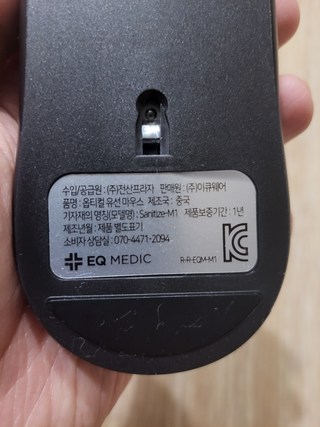 수입/공급원 : (주)전산프라자 판매원 : (주)이큐웨어
품명 : 옵티컬 유선 마우스 제조국 : 중국
기자재의 명칭(모델명) : Sanitize-M1 제품보증기간 : 1년
제조년월 : 제품 별도표기
소비자 상담실 : 070-4471-2094
EQ MEDIC
R-R-EQM-M1